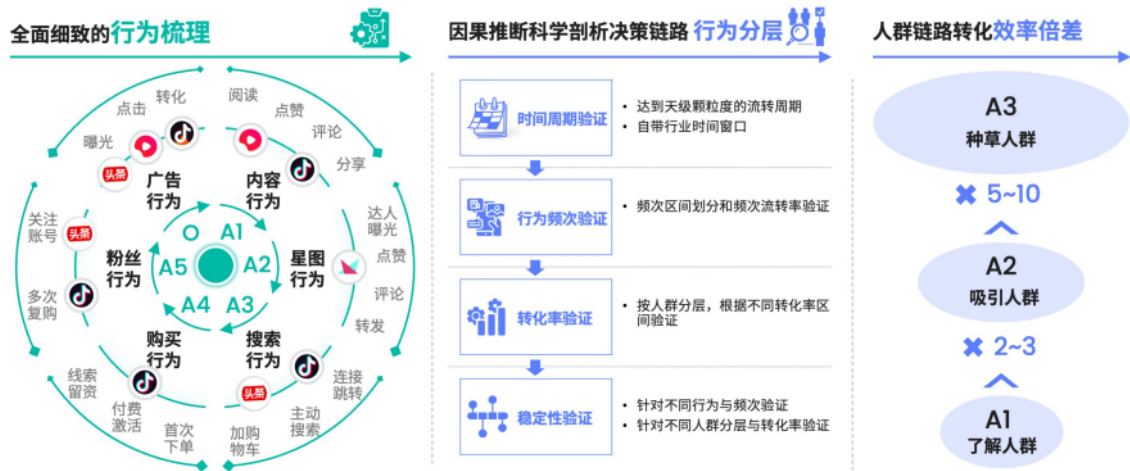 全面细致的行为梳理
阅读
点赞
评论
分享
达人
曝光
点赞
评论
转发
连接
跳转
主动
搜索
加购
物车
首次
下单
付费
激活
线索
留资
多次
复购
关注
账号
曝光
点击
转化
头条
头条
头条
广告
行为
内容
行为
星图
行为
搜索
行为
购买
行为
粉丝
行为
O
A1
A2
A3
A4
A5
因果推断科学剖析决策链路 行为分层
时间周期验证
• 达到天级颗粒度的流转周期
• 自带行业时间窗口
行为频次验证
• 频次区间划分和频次流转率验证
转化率验证
• 按人群分层，根据不同转化率区
间验证
稳定性验证
• 针对不同行为与频次验证
• 针对不同人群分层与转化率验证
人群链路转化效率倍差
A3
种草人群
✖ 5~10
A2
吸引人群
✖ 2~3
A1
了解人群